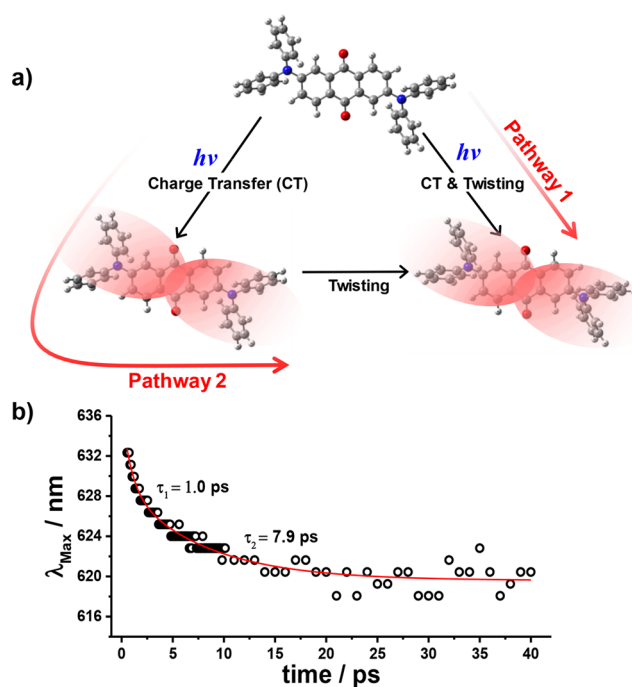 a)
hν
hν
Pathway 1
Charge Transfer (CT)
CT & Twisting
Twisting
Pathway 2
b)
636
632
628
624
620
616
λMax / nm
τ1 = 1.0 ps
τ2 = 7.9 ps
0 5 10 15 20 25 30 35 40
time / ps